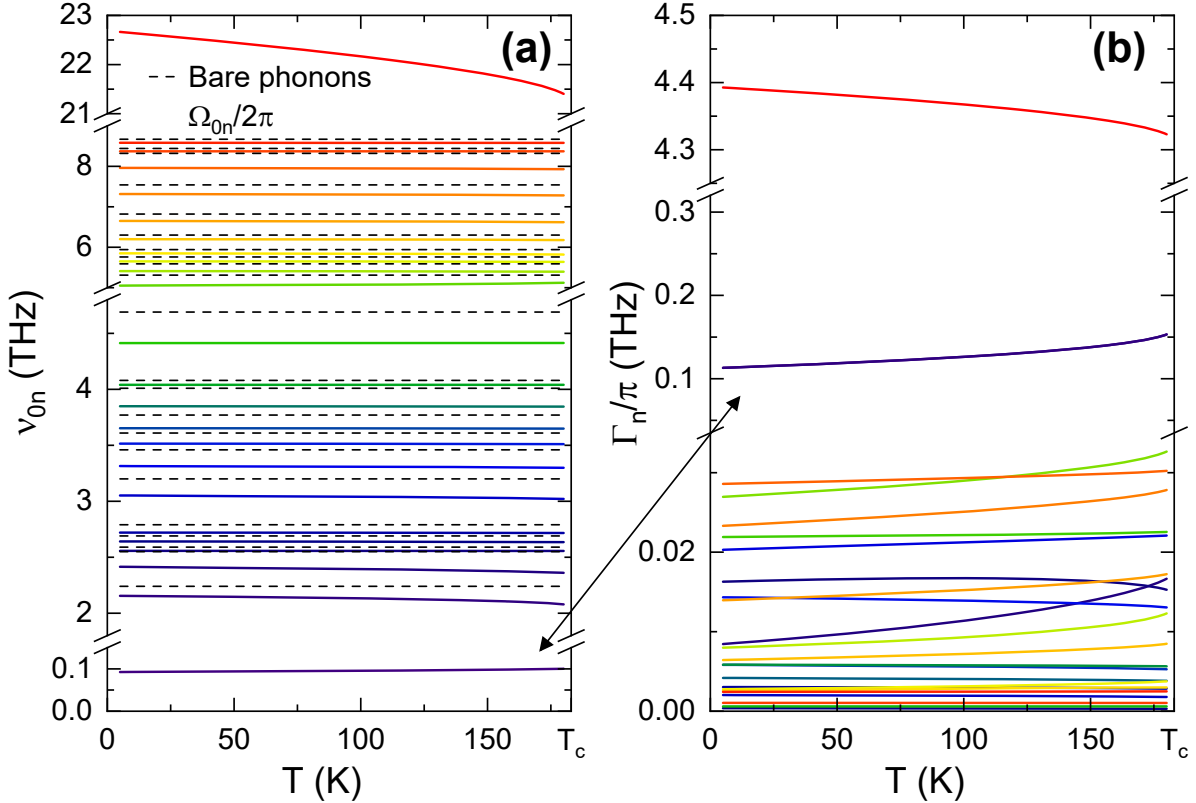 (a)
23
22
21
8
6
4
3
2
0.1
0.0
-- Bare phonons
Ω0n/2π
ν0n (THz)
0
50
100
150
Tc
T (K)
(b)
4.5
4.4
4.3
0.3
0.2
0.1
0.02
0.00
Γn/π (THz)
0
50
100
150
Tc
T (K)